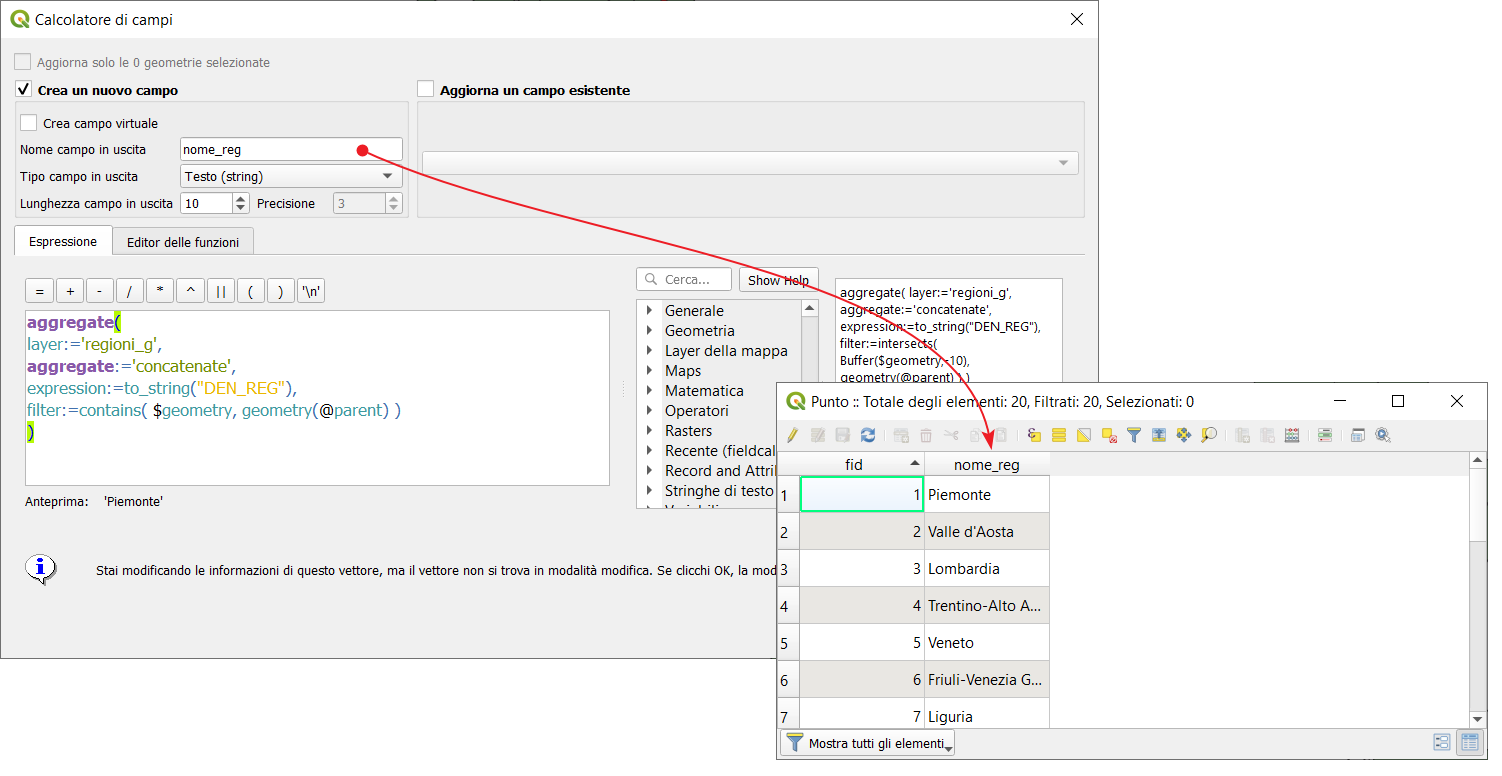 Calcolatore di campi
Aggiorna solo le 0 geometrie selezionate
Crea un nuovo campo
Aggiorna un campo esistente
Crea campo virtuale
Nome campo in uscita nome_reg
Tipo campo in uscita Testo (string)
Lunghezza campo in uscita 10 Precisione 3
Espressione Editor delle funzioni
= + - / * ^ || ( ) '\n'
aggregate(
layer:='regioni_g',
aggregate:='concatenate',
expression:=to_string("DEN_REG"),
filter:=contains( $geometry, geometry(@parent) )
)
Anteprima: 'Piemonte'
Cerca... Show Help
Generale
Geometria
Layer della mappa
Maps
Matematica
Operatori
Rasters
Recente (fieldcal
Record and Attri
Stringhe di testo
aggregate( layer:='regioni_g',
aggregate:='concatenate',
expression:=to_string("DEN_REG"),
filter:=intersects(
Buffer($geometry,-10),
geometry(@parent) ) )
Stai modificando le informazioni di questo vettore, ma il vettore non si trova in modalità modifica. Se clicchi OK, la mod
Punto :: Totale degli elementi: 20, Filtrati: 20, Selezionati: 0
fid nome_reg
1 1 Piemonte
2 2 Valle d'Aosta
3 3 Lombardia
4 4 Trentino-Alto A...
5 5 Veneto
6 6 Friuli-Venezia G...
7 7 Liguria
Mostra tutti gli elementi